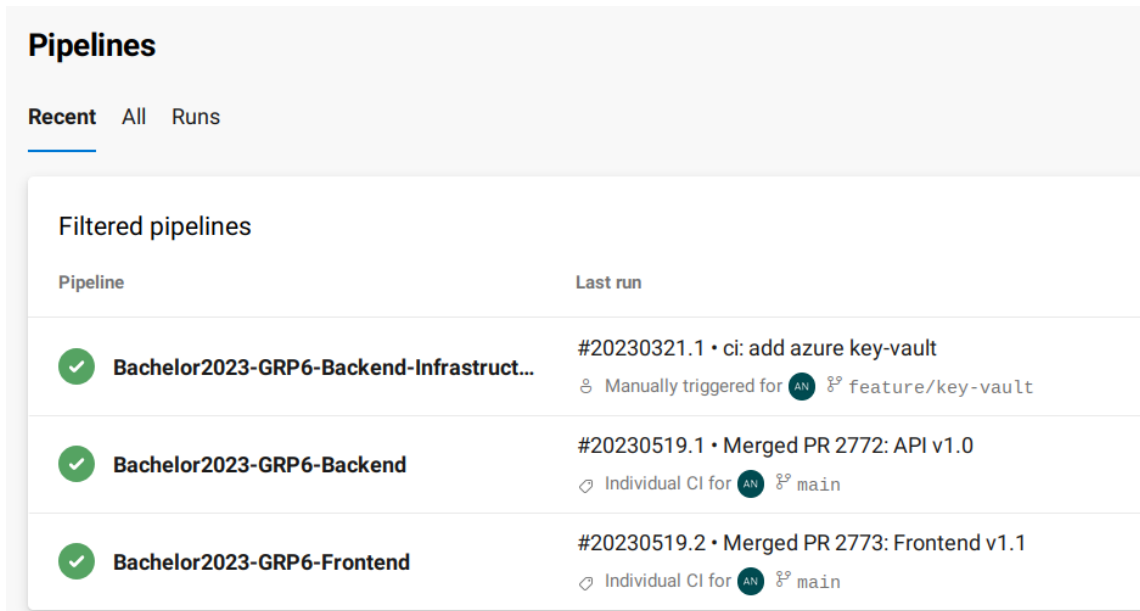 Pipelines
Recent All Runs
Filtered pipelines
Pipeline Last run
Bachelor2023-GRP6-Backend-Infrastruct...
#20230321.1 • ci: add azure key-vault
Manually triggered for AN feature/key-vault
Bachelor2023-GRP6-Backend
#20230519.1 • Merged PR 2772: API v1.0
Individual CI for AN main
Bachelor2023-GRP6-Frontend
#20230519.2 • Merged PR 2773: Frontend v1.1
Individual CI for AN main